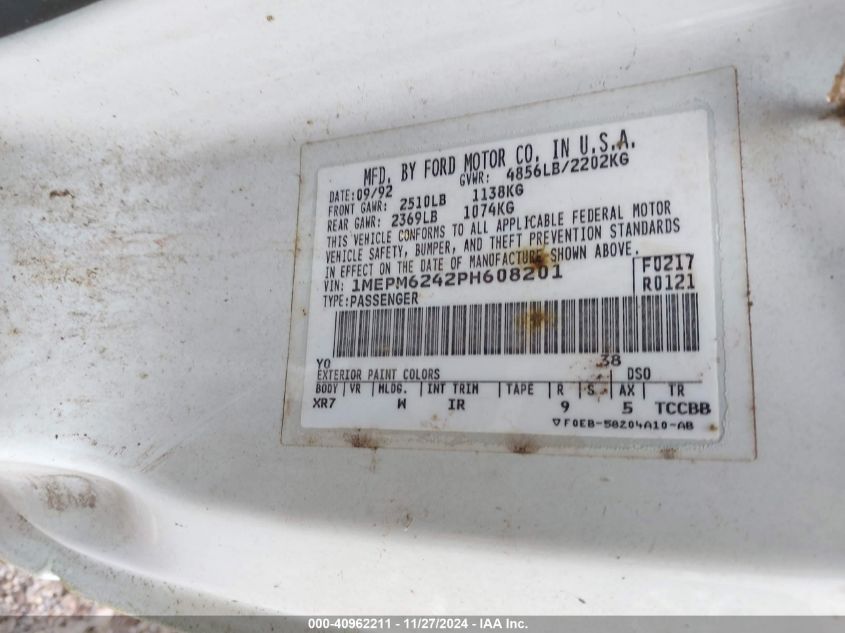 MFD. BY FORD MOTOR CO. IN U.S.A.
DATE:09/92 GVWR: 4856LB/2202KG
FRONT GAWR: 2510LB 1138KG
REAR GAWR: 2369LB 1074KG
THIS VEHICLE CONFORMS TO ALL APPLICABLE FEDERAL MOTOR
VEHICLE SAFETY, BUMPER, AND THEFT PREVENTION STANDARDS
IN EFFECT ON THE DATE OF MANUFACTURE SHOWN ABOVE.
VIN: 1MEPM6242PH608201 F0217
TYPE:PASSENGER R0121
YO 38
EXTERIOR PAINT COLORS DSO
BODY VR MLDG. INT TRIM TAPE R S AX TR
XR7 W IR 9 5 TCCBB
▽F0EB-58204A10-AB
000-40962211 - 11/27/2024 - IAA Inc.